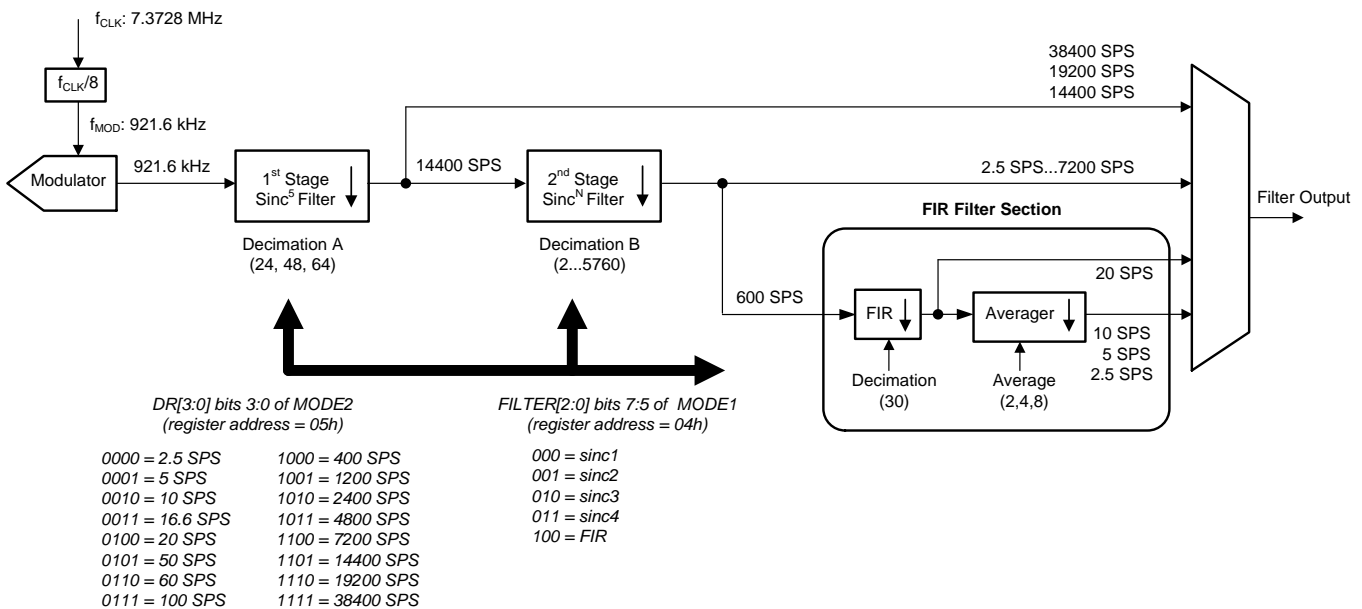 f_CLK: 7.3728 MHz
f_CLK/8
f_MOD: 921.6 kHz
Modulator
921.6 kHz
1st Stage
Sinc5 Filter
Decimation A
(24, 48, 64)
14400 SPS
2nd Stage
SincN Filter
Decimation B
(2...5760)
38400 SPS
19200 SPS
14400 SPS
2.5 SPS...7200 SPS
Filter Output
FIR Filter Section
600 SPS
20 SPS
FIR
Averager
10 SPS
5 SPS
2.5 SPS
Decimation
(30)
Average
(2,4,8)
DR[3:0] bits 3:0 of MODE2
(register address = 05h)
0000 = 2.5 SPS
0001 = 5 SPS
0010 = 10 SPS
0011 = 16.6 SPS
0100 = 20 SPS
0101 = 50 SPS
0110 = 60 SPS
0111 = 100 SPS
1000 = 400 SPS
1001 = 1200 SPS
1010 = 2400 SPS
1011 = 4800 SPS
1100 = 7200 SPS
1101 = 14400 SPS
1110 = 19200 SPS
1111 = 38400 SPS
FILTER[2:0] bits 7:5 of MODE1
(register address = 04h)
000 = sinc1
001 = sinc2
010 = sinc3
011 = sinc4
100 = FIR